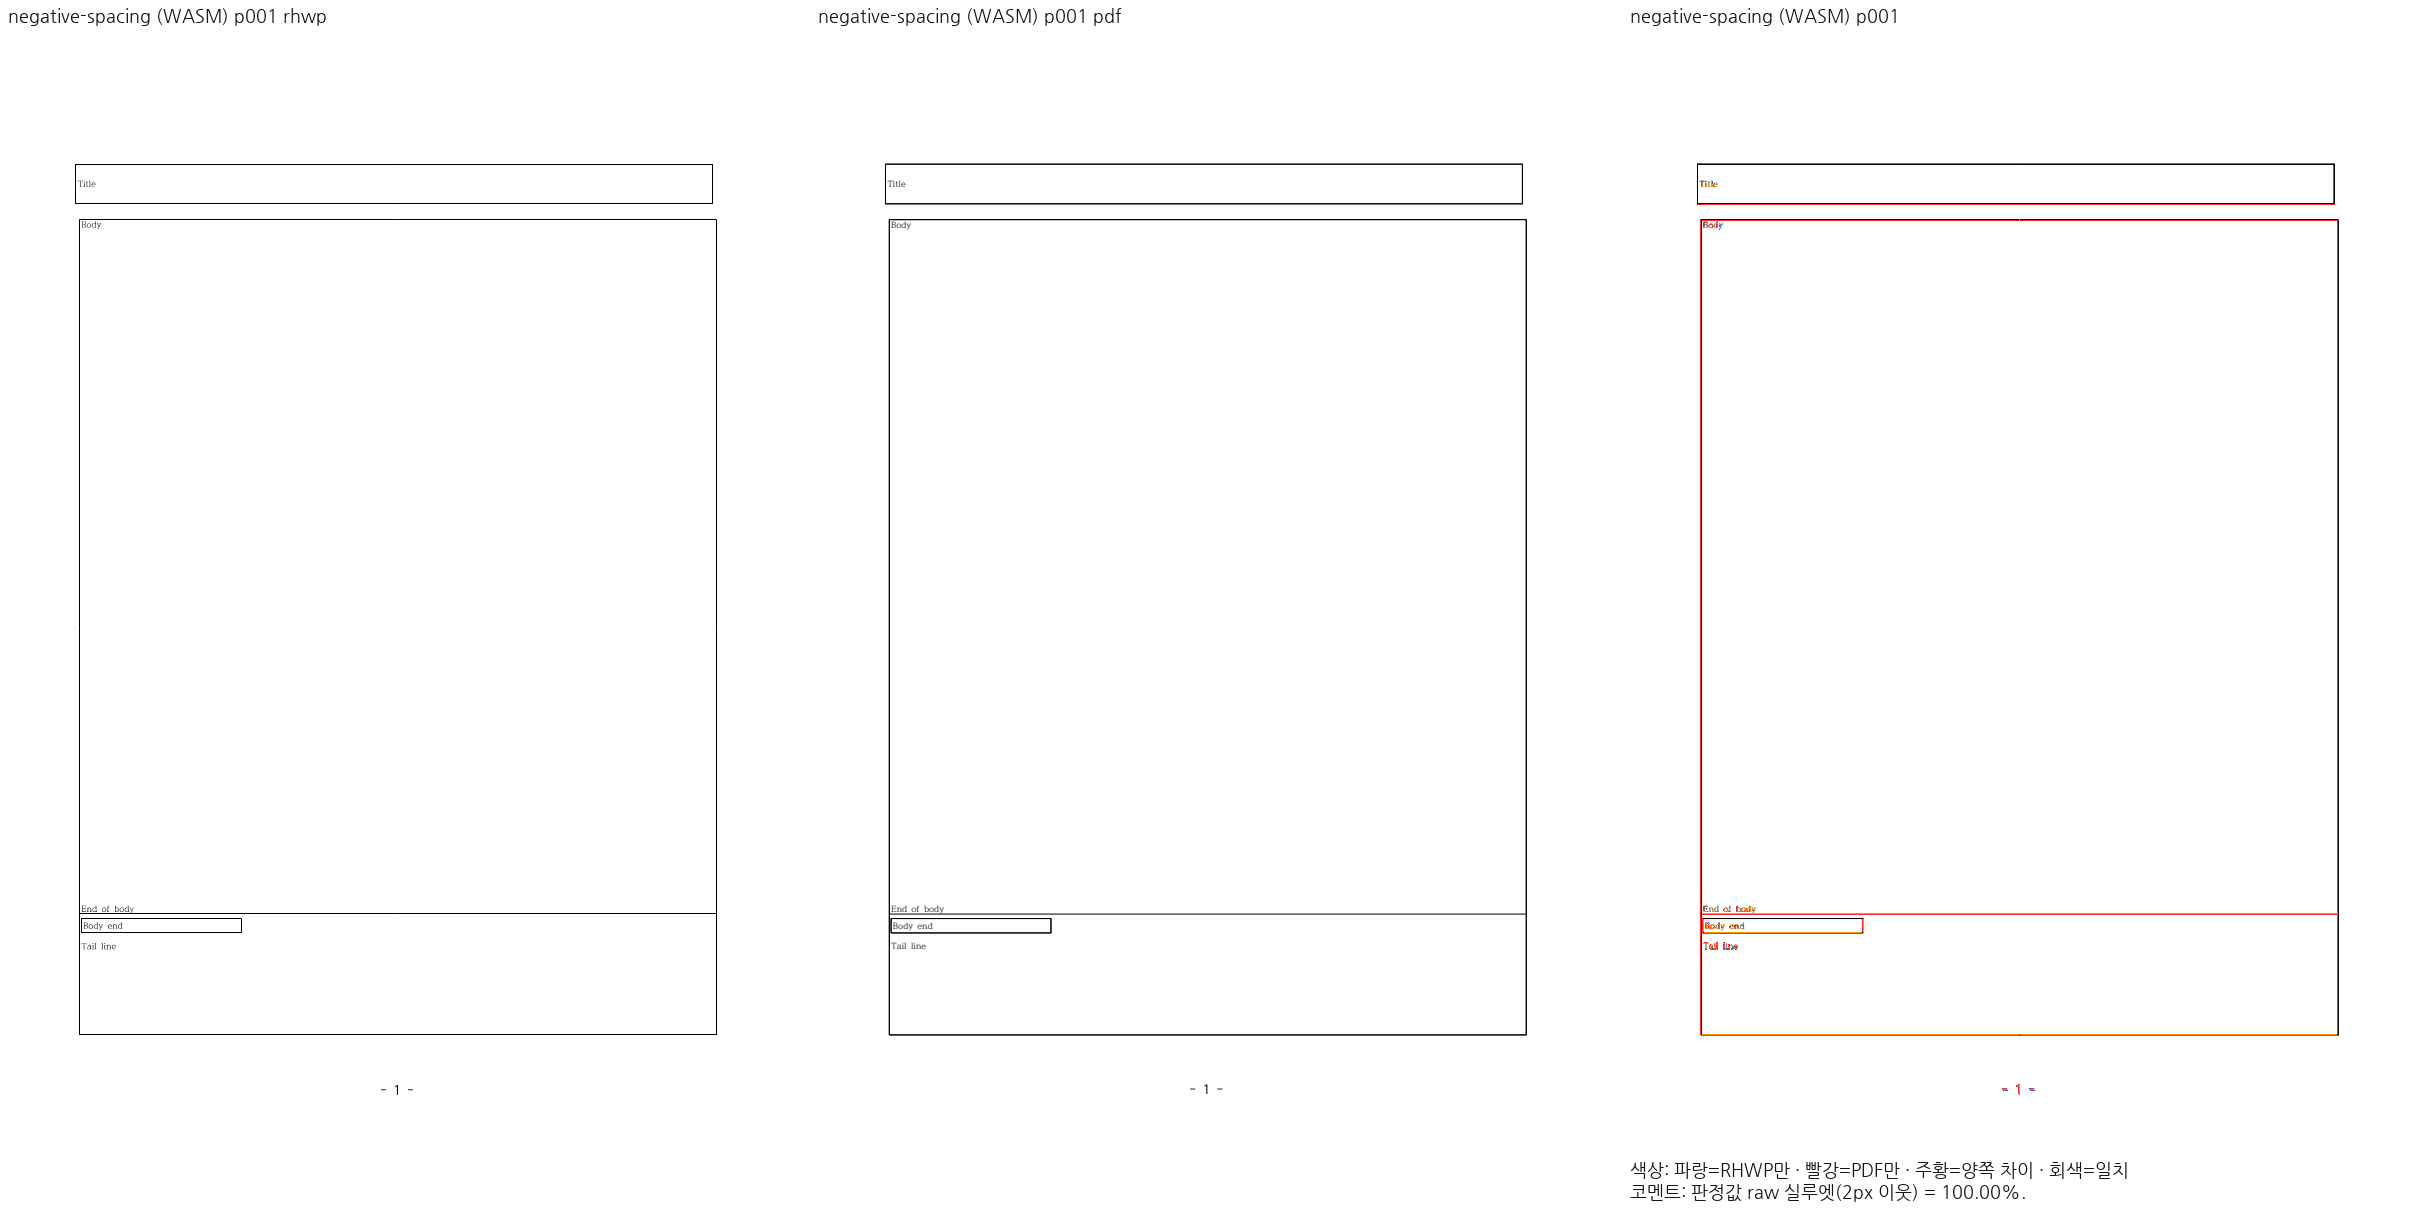 negative-spacing (WASM) p001 rhwp
Title
Body
End of body
Body end
Tail line
- 1 -
negative-spacing (WASM) p001 pdf
Title
Body
End of body
Body end
Tail line
- 1 -
negative-spacing (WASM) p001
Title
Body
End of body
Body end
Tail line
- 1 -
색상: 파랑=RHWP만 · 빨강=PDF만 · 주황=양쪽 차이 · 회색=일치
코멘트: 판정값 raw 실루엣(2px 이웃) = 100.00%.